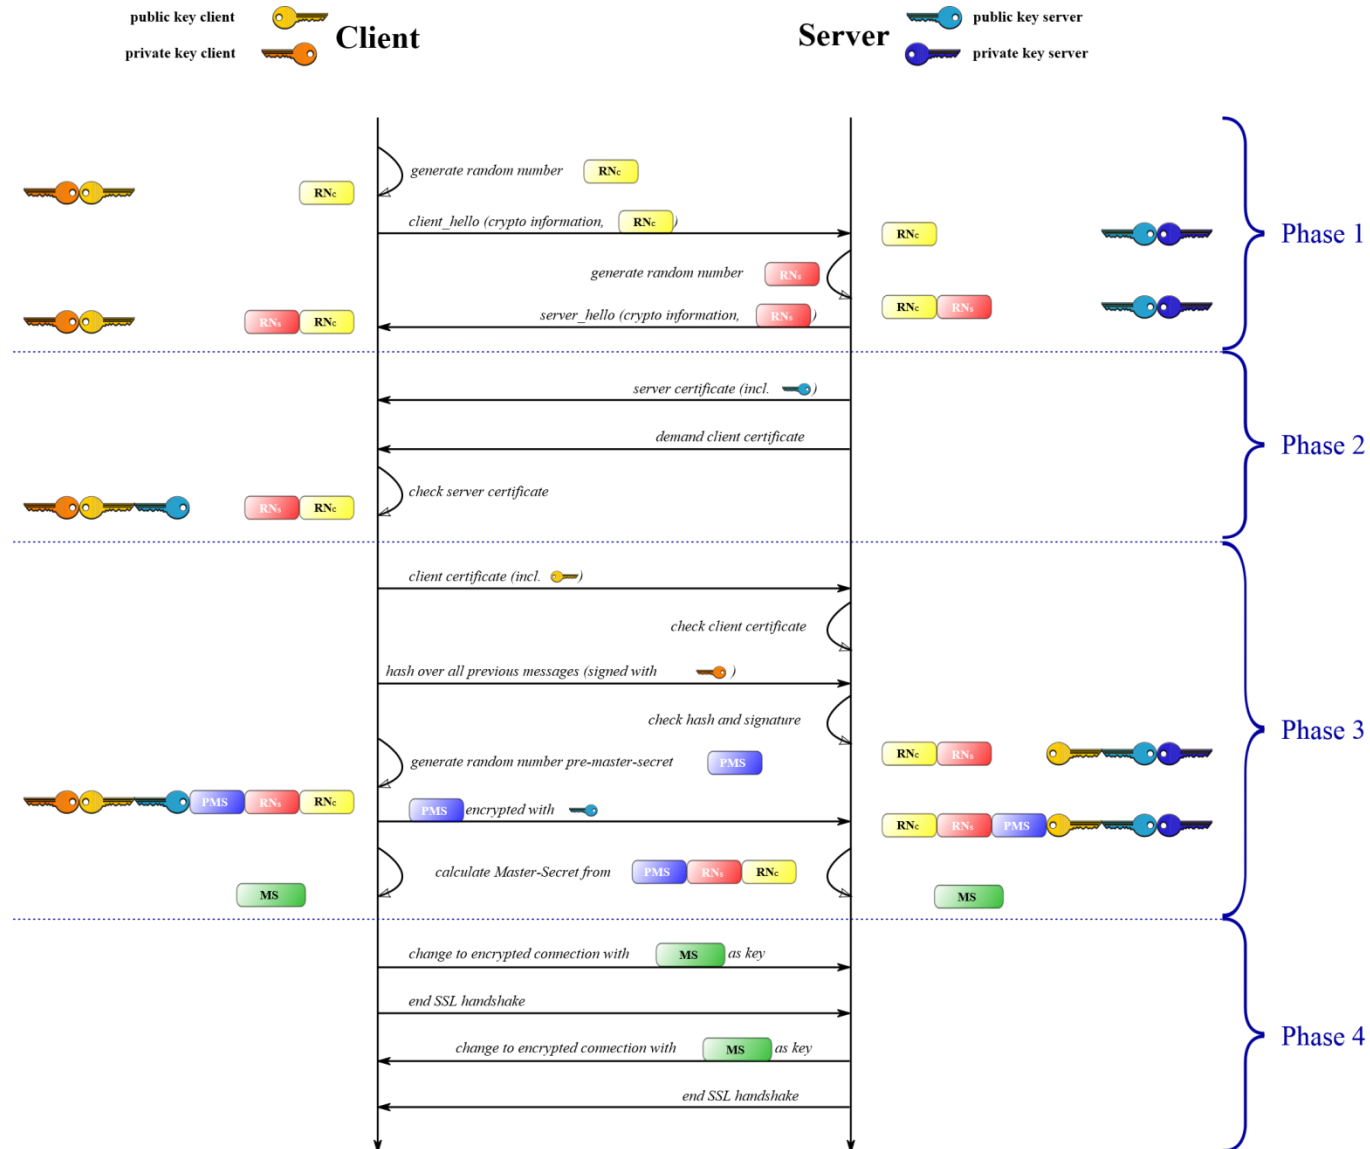 public key client
private key client
Client
Server
public key server
private key server
generate random number RNc
RNc
client_hello (crypto information, RNc)
RNc
Phase 1
generate random number RNs
RNc RNs
server_hello (crypto information, RNs)
RNs RNc
server certificate (incl. )
demand client certificate
Phase 2
check server certificate
RNs RNc
client certificate (incl. )
check client certificate
hash over all previous messages (signed with )
check hash and signature
Phase 3
RNc RNs
generate random number pre-master-secret PMS
PMS RNs RNc
PMS encrypted with
RNc RNs PMS
calculate Master-Secret from PMS RNs RNc
MS
MS
change to encrypted connection with MS as key
end SSL handshake
Phase 4
change to encrypted connection with MS as key
end SSL handshake